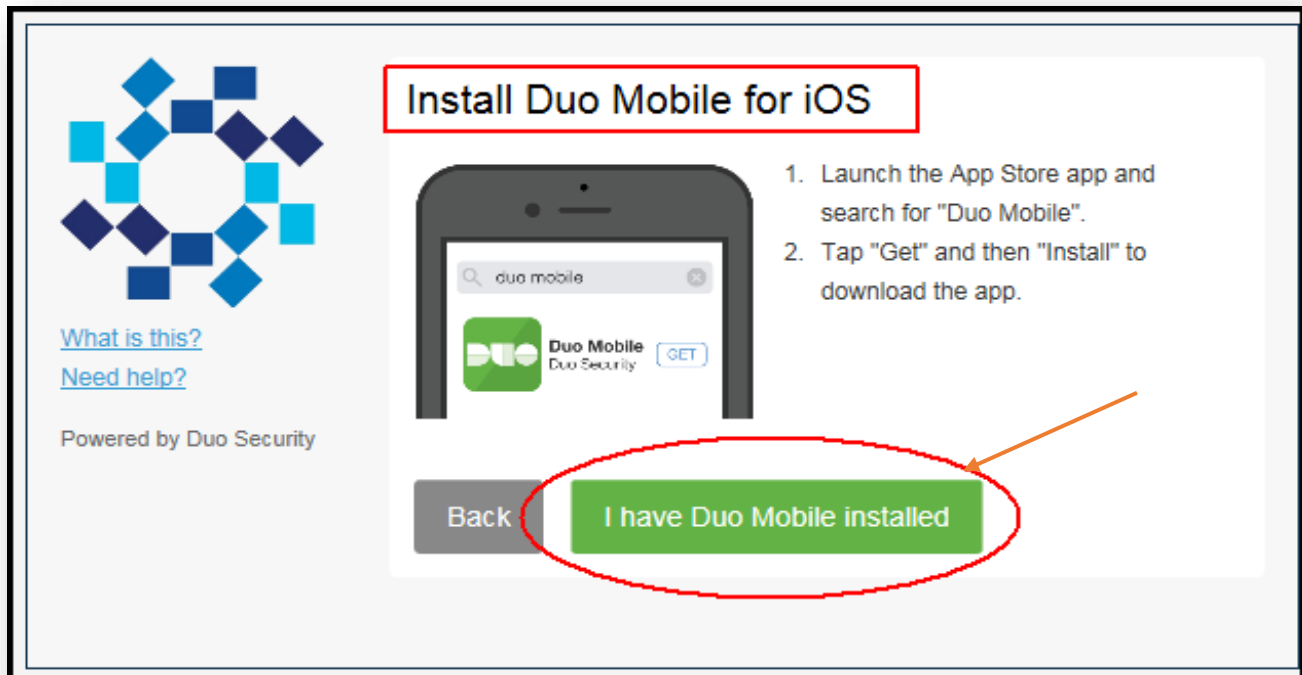 Install Duo Mobile for iOS
1. Launch the App Store app and
search for "Duo Mobile".
2. Tap "Get" and then "Install" to
download the app.
duo mobile
DUO
Duo Mobile
Duo Security
GET
What is this?
Need help?
Powered by Duo Security
Back
I have Duo Mobile installed